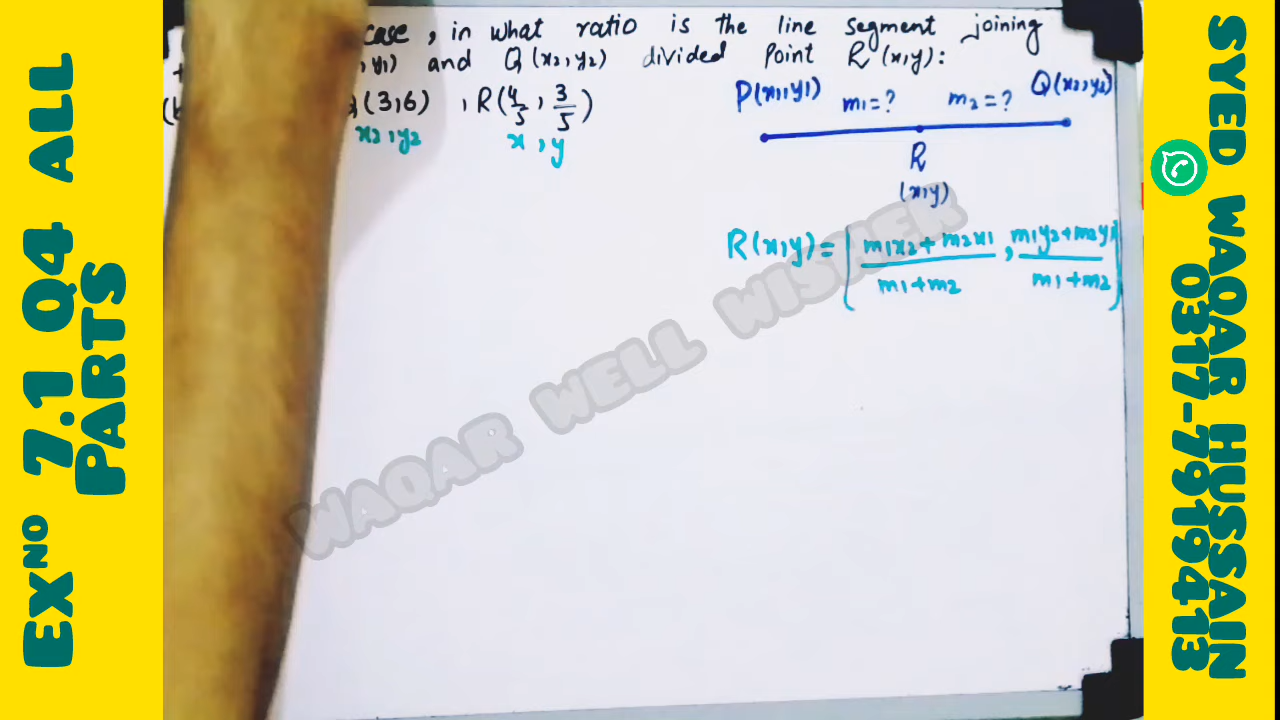 Exᴺᴼ 7.1 Q4 ALL
PARTS
case, in what ratio is the line segment joining
, y1) and Q(x2, y2) divided Point R(x,y):
(3,6) , R(4/5, 3/5)
x2, y2 x, y
P(x1,y1) m1=? m2=? Q(x2,y2)
R
(x,y)
R(x,y) = [m1x2+m2x1/m1+m2, m1y2+m2y1/m1+m2]
WAQAR WELL WISHER
SYED WAQAR HUSSAIN
0317-7919413